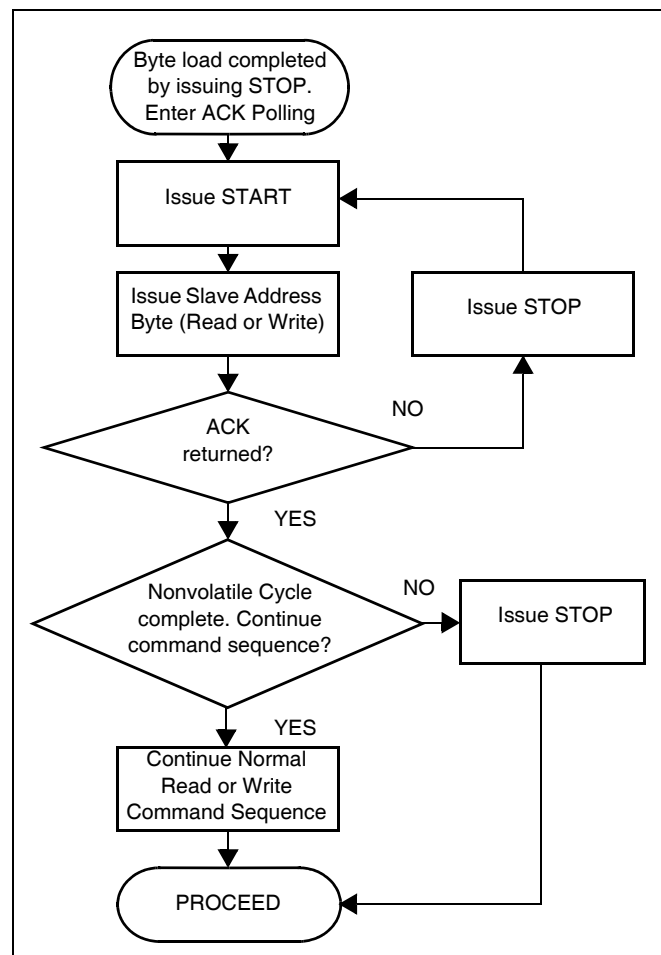 Byte load completed
by issuing STOP.
Enter ACK Polling
Issue START
Issue Slave Address
Byte (Read or Write)
Issue STOP
ACK
returned?
NO
YES
Nonvolatile Cycle
complete. Continue
command sequence?
NO
Issue STOP
YES
Continue Normal
Read or Write
Command Sequence
PROCEED